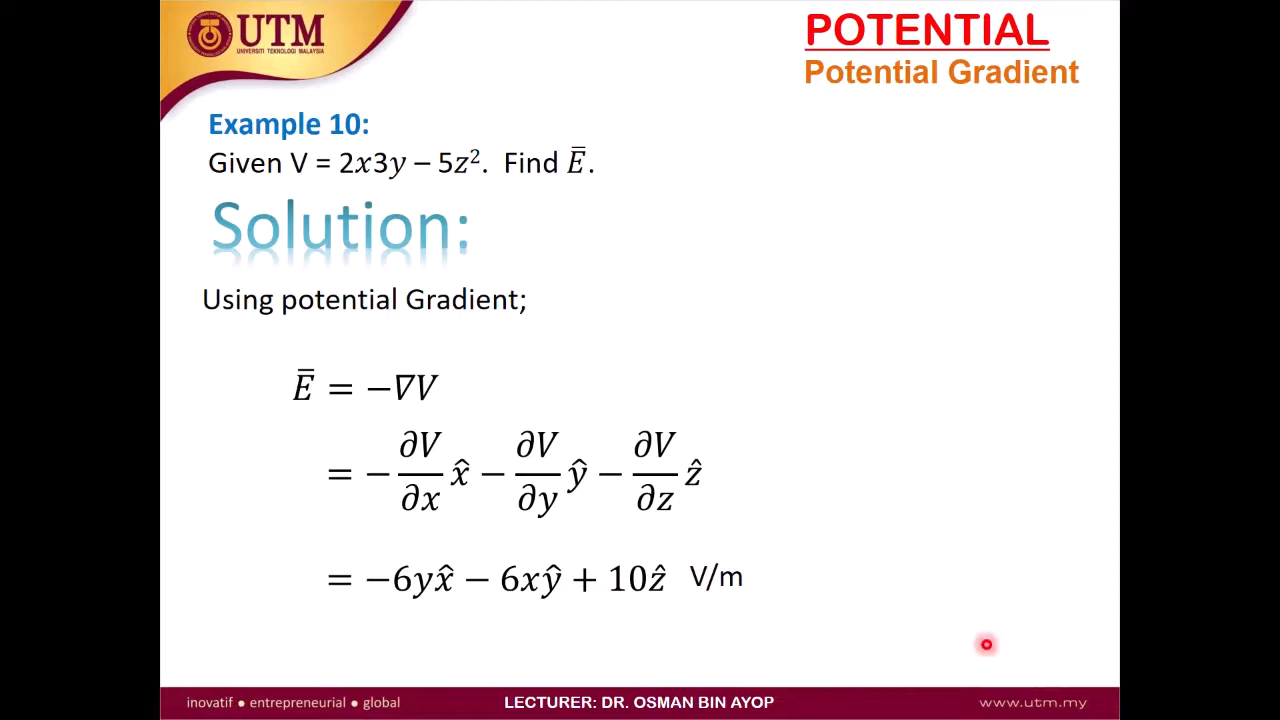 UTM
UNIVERSITI TEKNOLOGI MALAYSIA
POTENTIAL
Potential Gradient
Example 10:
Given V = 2x3y – 5z². Find E̅.
Solution:
Using potential Gradient;
E̅ = −∇V
= − ∂V/∂x x̂ − ∂V/∂y ŷ − ∂V/∂z ẑ
= −6yx̂ − 6xŷ + 10ẑ V/m
inovatif ● entrepreneurial ● global
LECTURER: DR. OSMAN BIN AYOP
www.utm.my